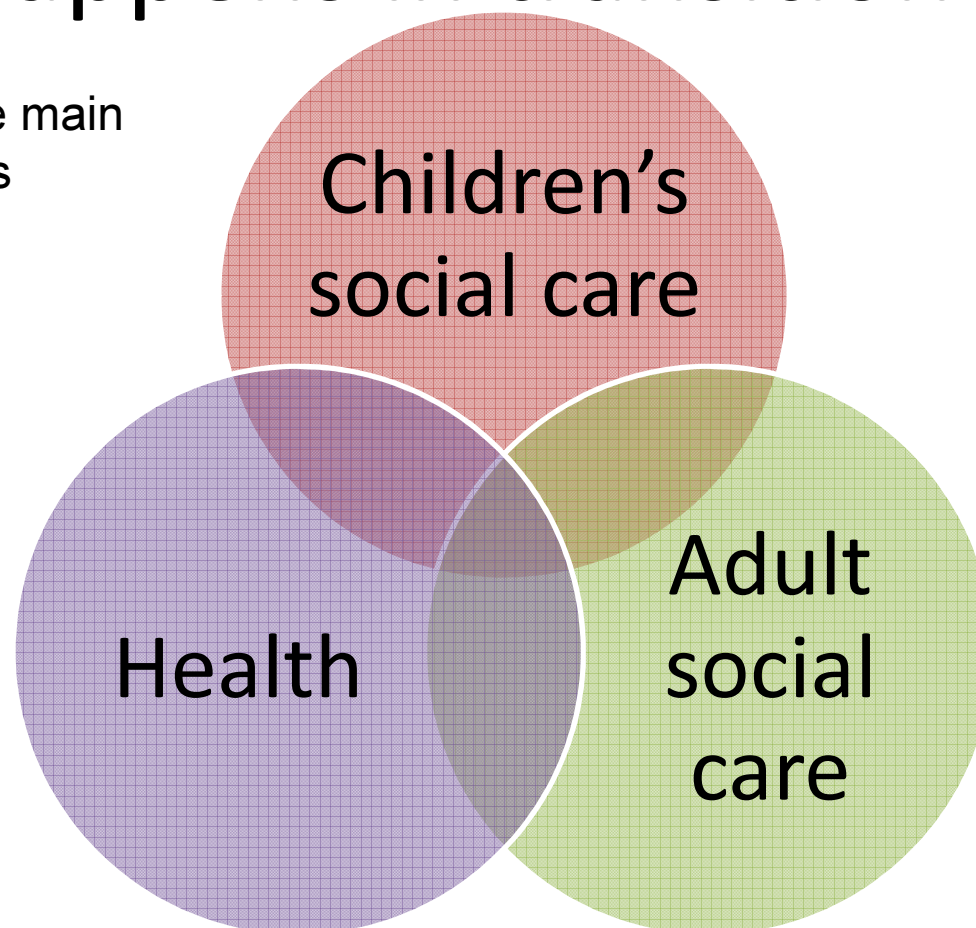 e main
s
Children's
social care
Health
Adult
social
care